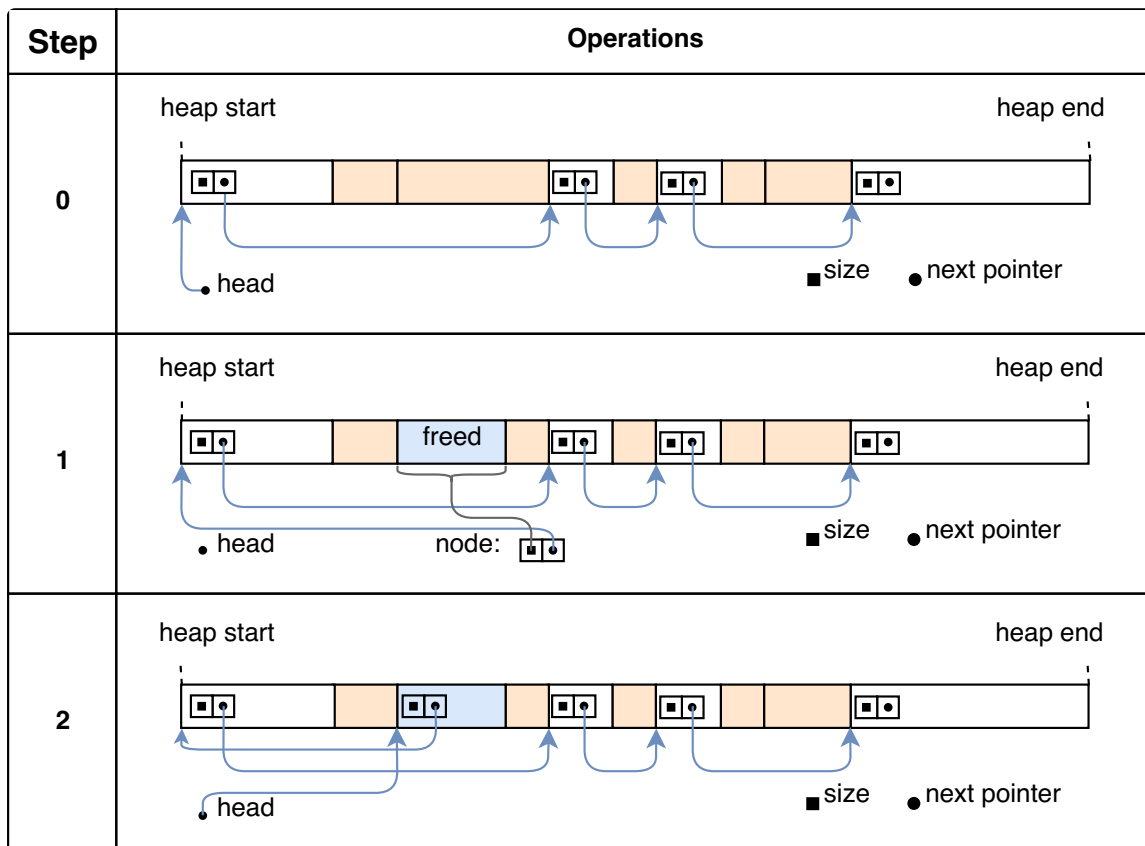 Step
Operations
0
heap start
heap end
head
size
next pointer
1
heap start
heap end
freed
head
node:
size
next pointer
2
heap start
heap end
head
size
next pointer